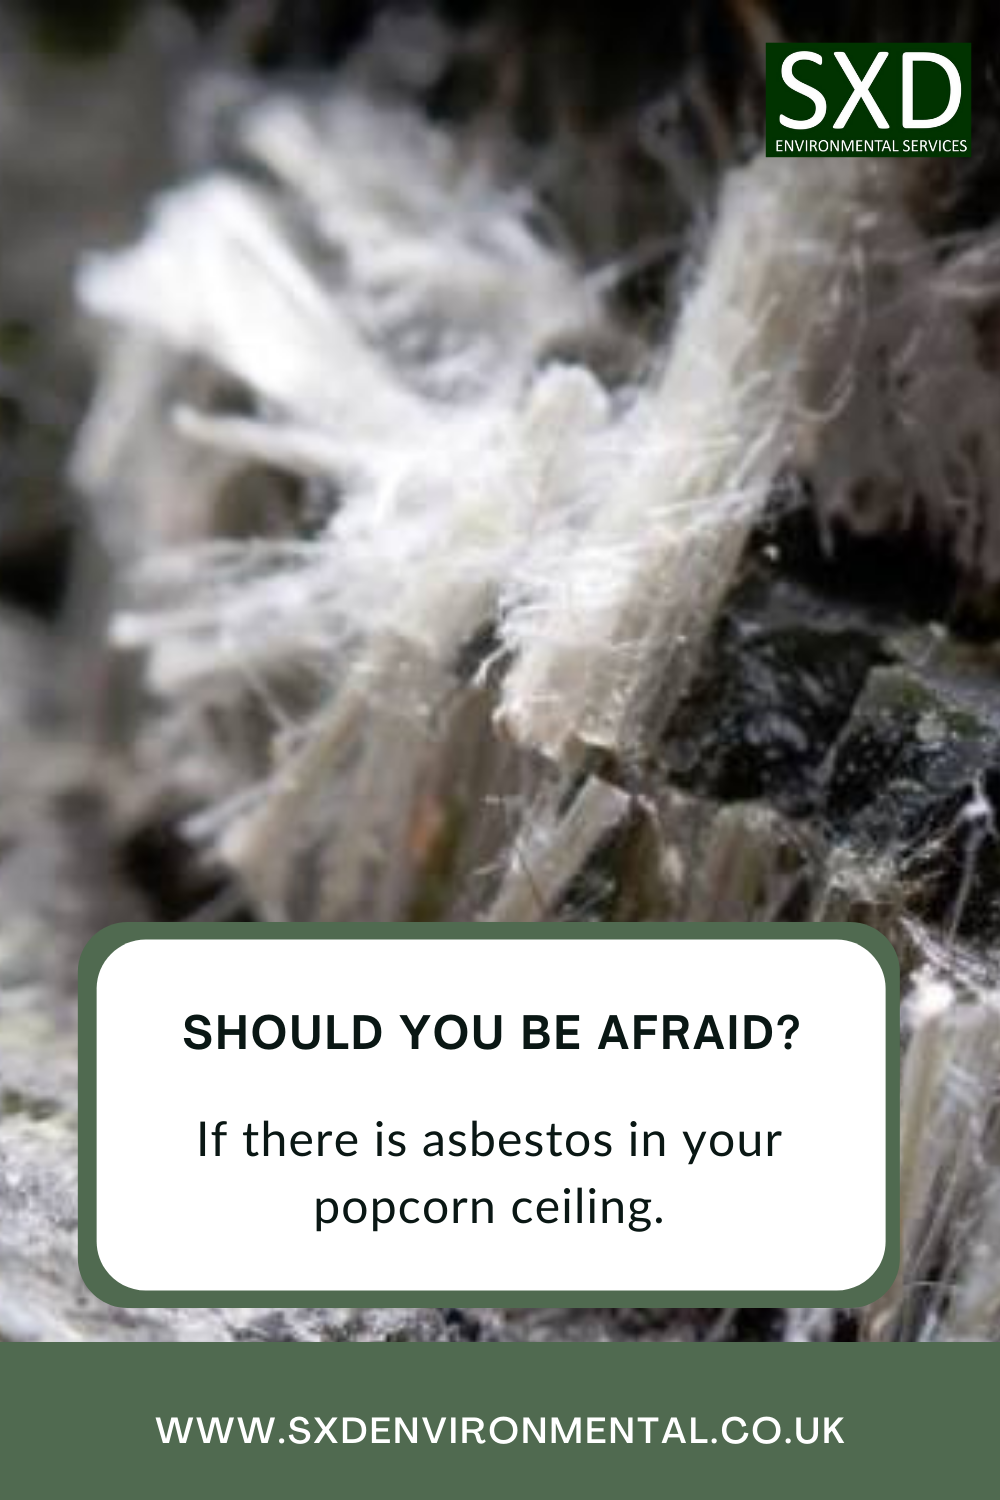 SXD
ENVIRONMENTAL SERVICES
SHOULD YOU BE AFRAID?
If there is asbestos in your
popcorn ceiling.
WWW.SXDENVIRONMENTAL.CO.UK